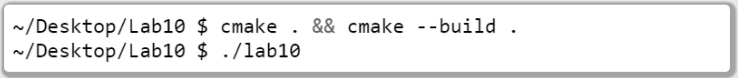 ~/Desktop/Lab10 $ cmake . && cmake --build .
~/Desktop/Lab10 $ ./lab10